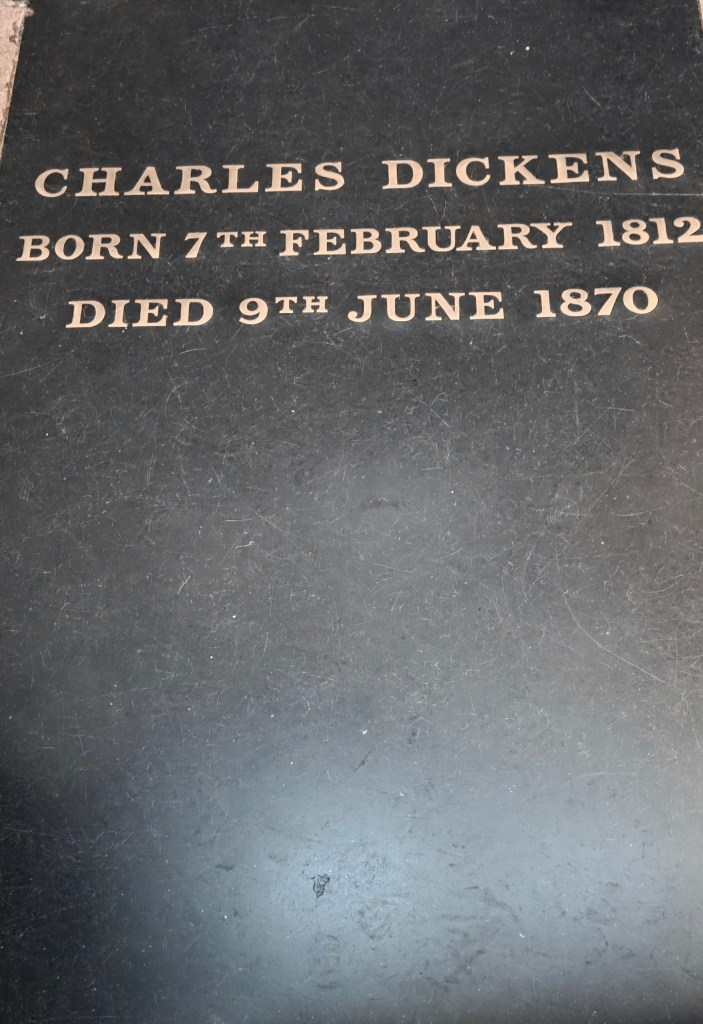 CHARLES DICKENS
BORN 7TH FEBRUARY 1812
DIED 9TH JUNE 1870